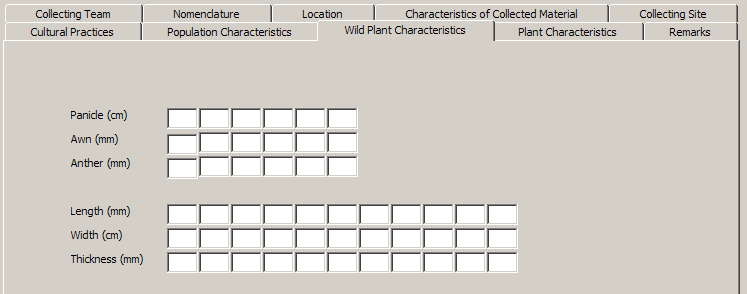 Collecting Team Nomenclature Location Characteristics of Collected Material Collecting Site
Cultural Practices Population Characteristics Wild Plant Characteristics Plant Characteristics Remarks
Panicle (cm)
Awn (mm)
Anther (mm)
Length (mm)
Width (cm)
Thickness (mm)